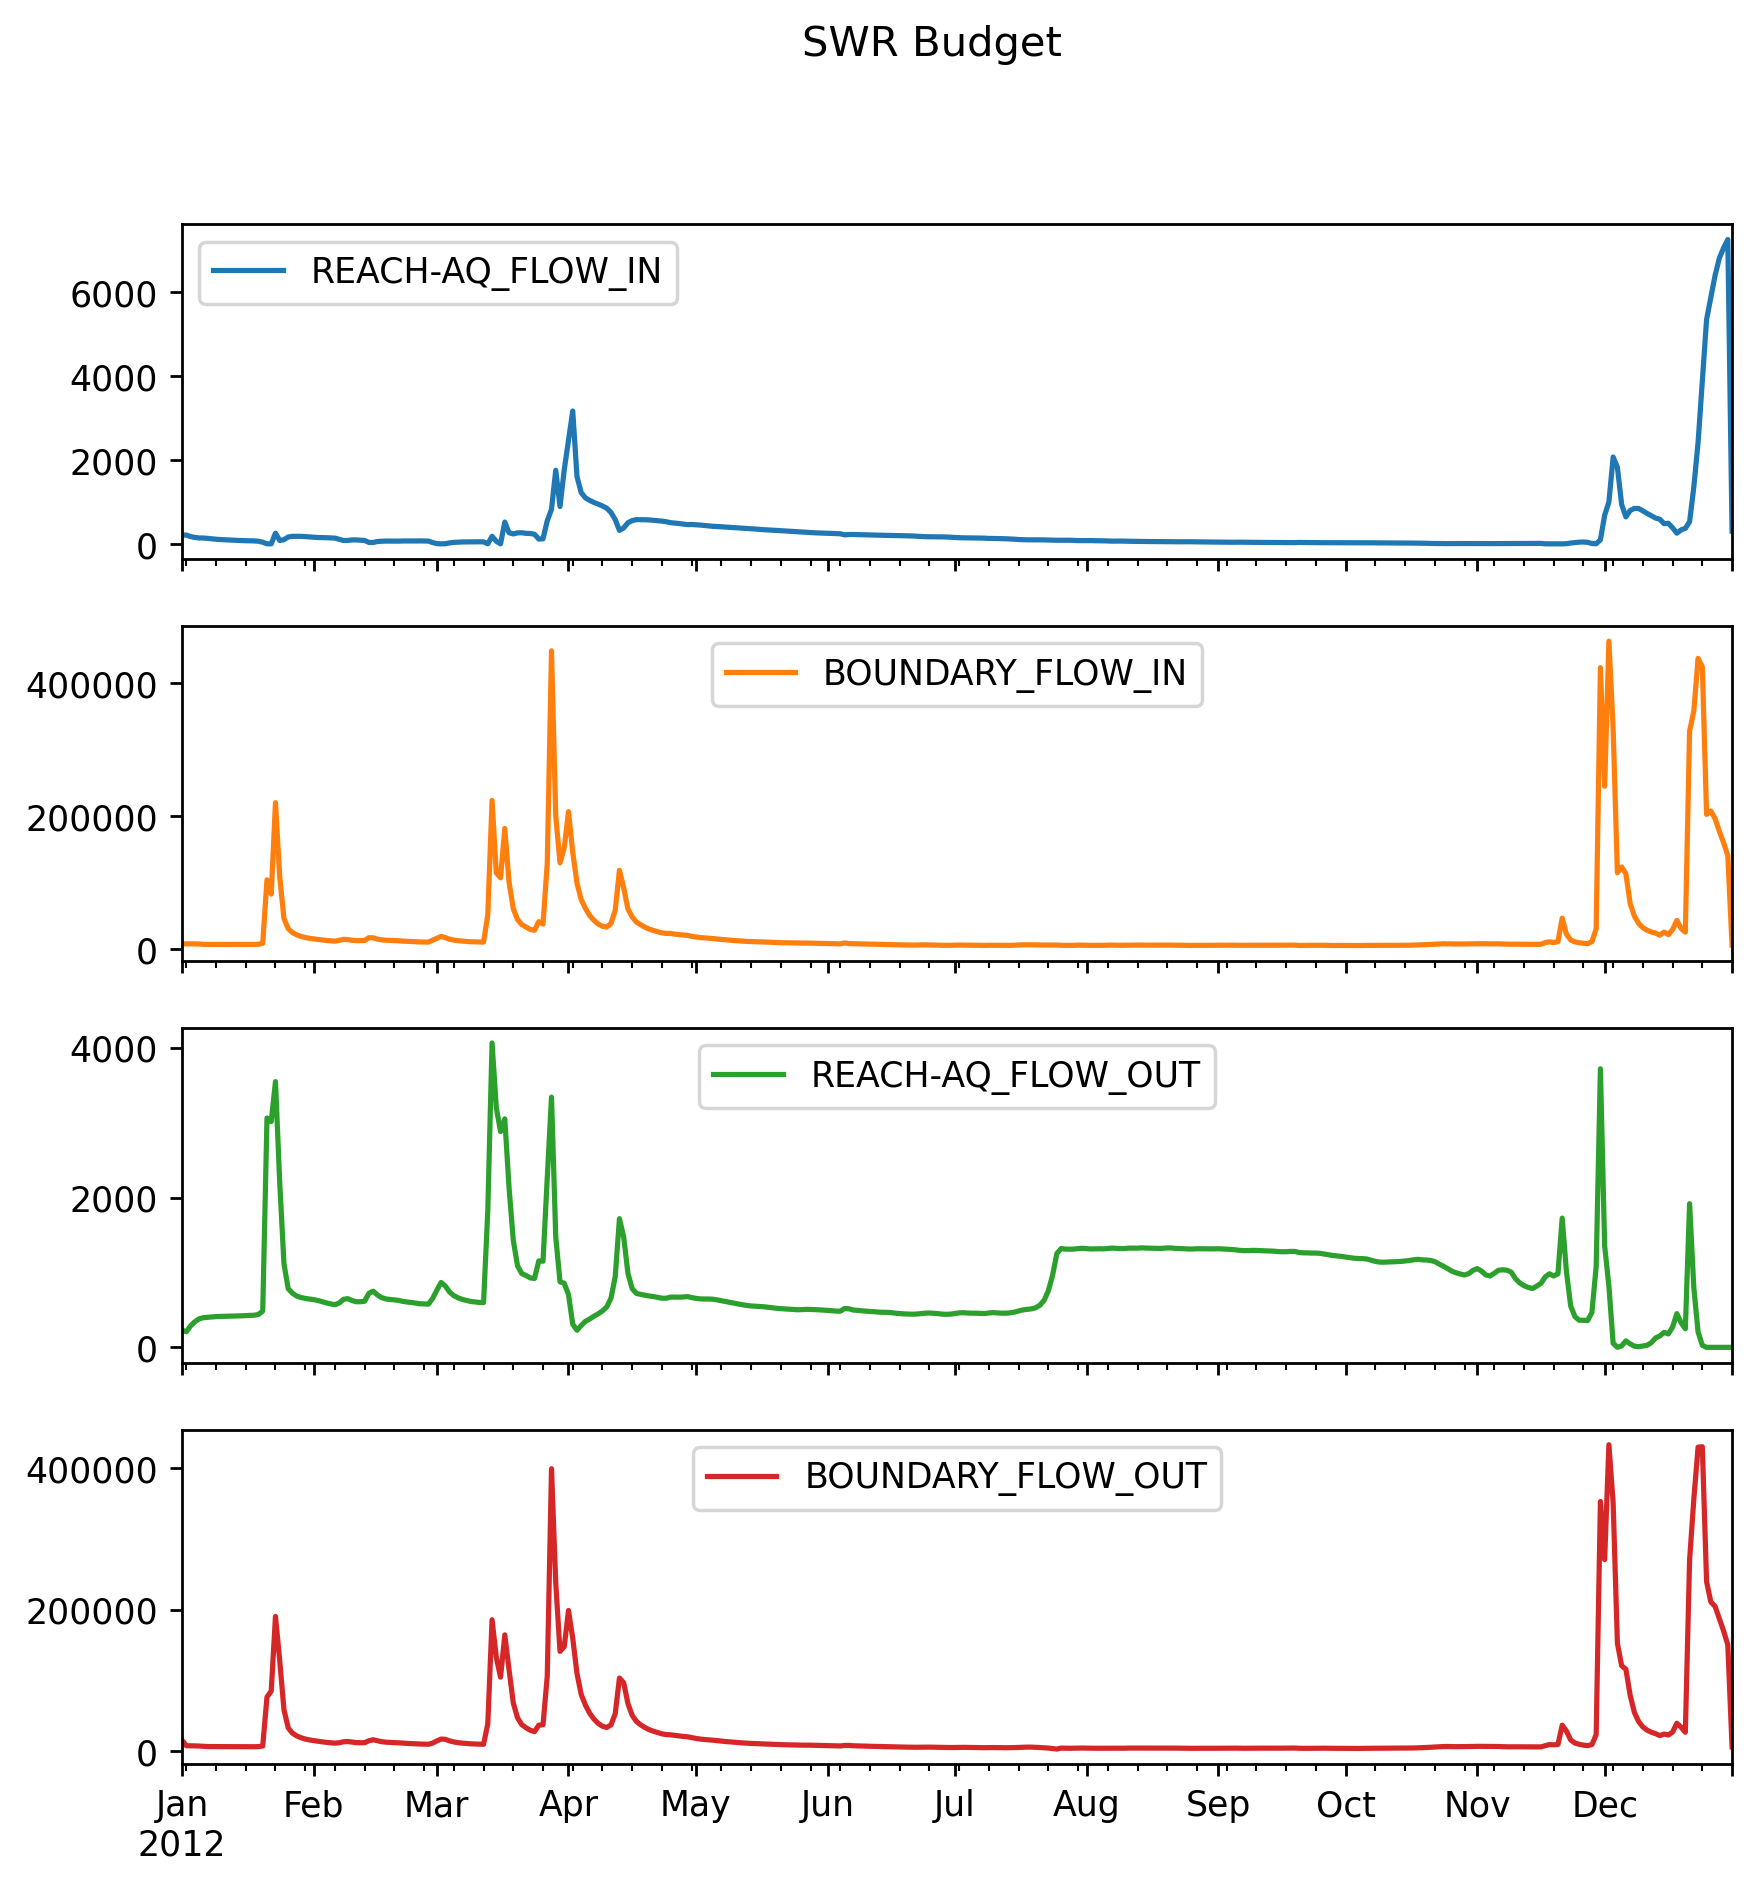 SWR Budget
REACH-AQ_FLOW_IN
6000
4000
2000
0
BOUNDARY_FLOW_IN
400000
200000
0
REACH-AQ_FLOW_OUT
4000
2000
0
BOUNDARY_FLOW_OUT
400000
200000
0
Jan Feb Mar Apr May Jun Jul Aug Sep Oct Nov Dec
2012